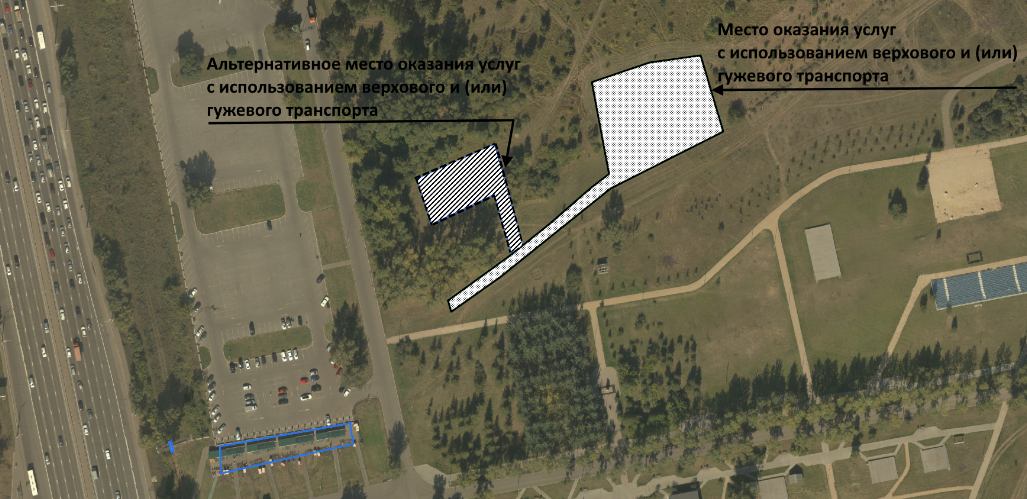 Альтернативное место оказания услуг
с использованием верхового и (или)
гужевого транспорта
Место оказания услуг
с использованием верхового и (или)
гужевого транспорта